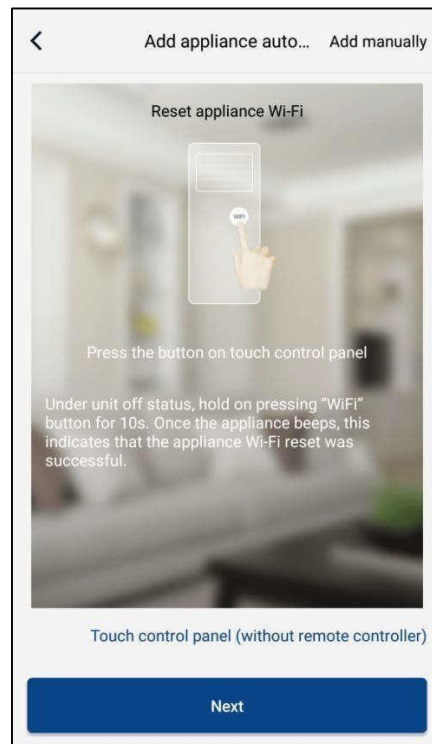 Add appliance auto... Add manually
Reset appliance Wi-Fi
WiFi
Press the button on touch control panel
Under unit off status, hold on pressing "WiFi"
button for 10s. Once the appliance beeps, this
indicates that the appliance Wi-Fi reset was
successful.
Touch control panel (without remote controller)
Next